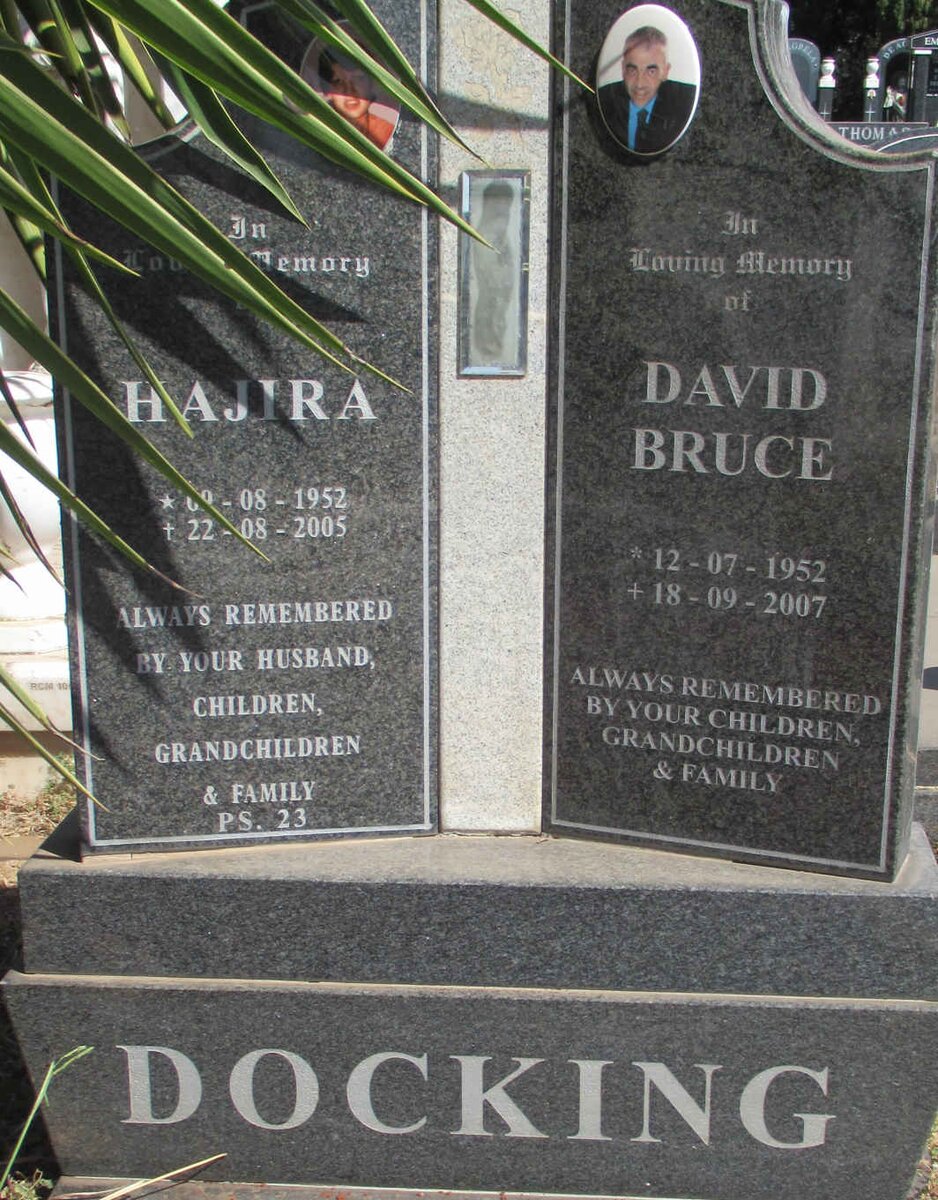 In
Memory
HAJIRA
-08-1952
† 22-08-2005
ALWAYS REMEMBERED
BY YOUR HUSBAND,
CHILDREN,
GRANDCHILDREN
& FAMILY
PS. 23
In
Loving Memory
of
DAVID
BRUCE
* 12-07-1952
+ 18-09-2007
ALWAYS REMEMBERED
BY YOUR CHILDREN,
GRANDCHILDREN
& FAMILY
DOCKING
THOMAS